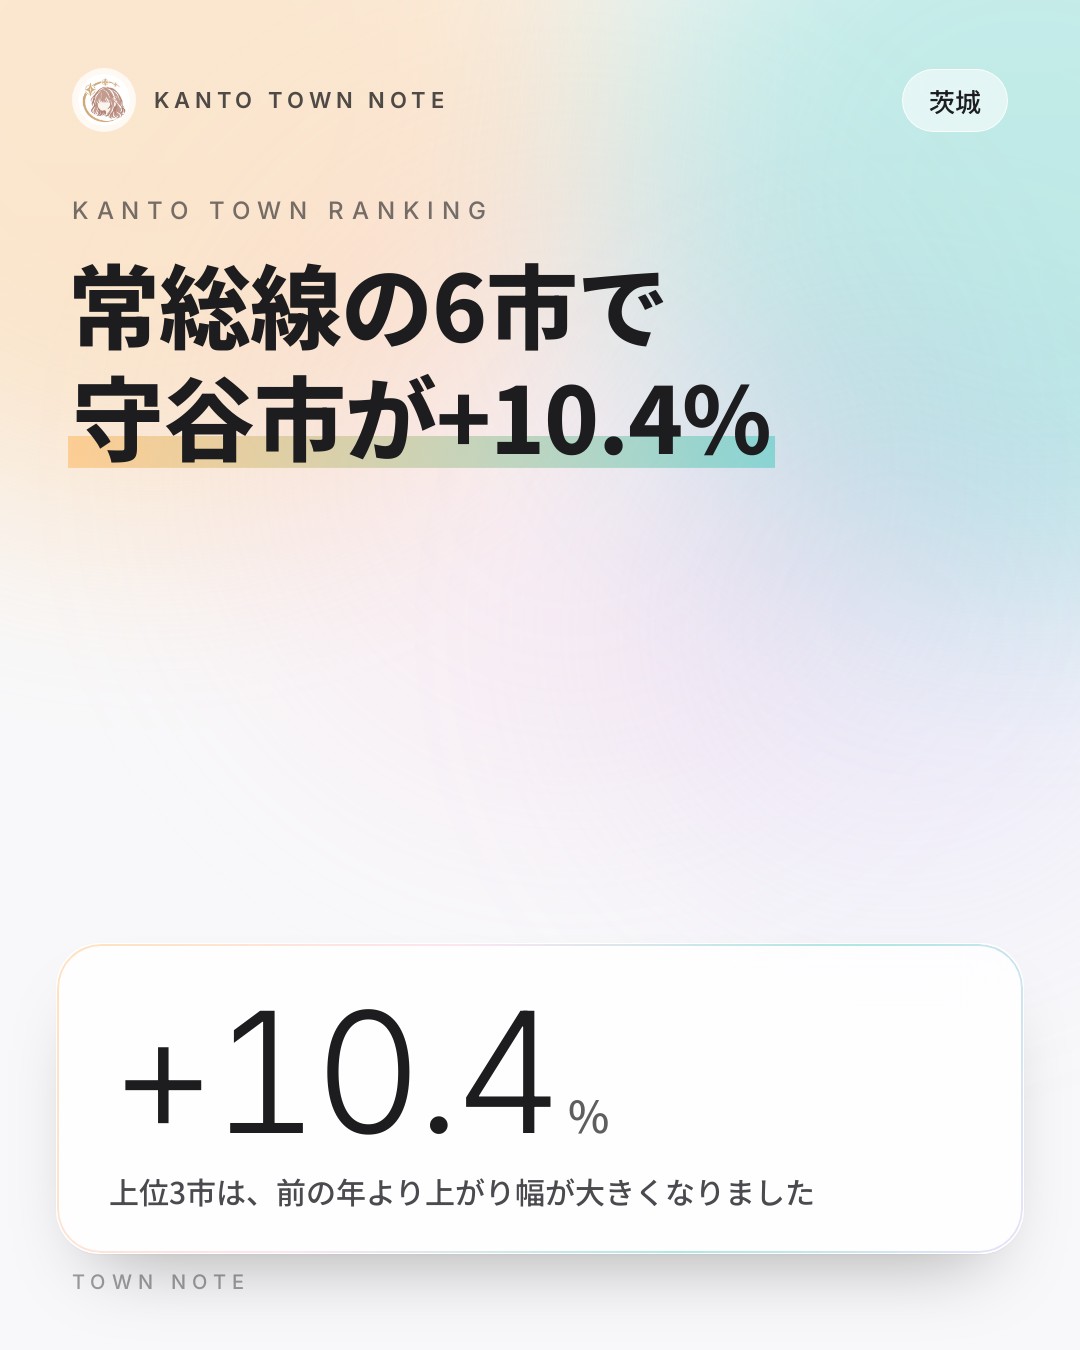 KANTO TOWN NOTE
茨城
KANTO TOWN RANKING
常総線の6市で
守谷市が+10.4%
+10.4%
上位3市は、前の年より上がり幅が大きくなりました
TOWN NOTE